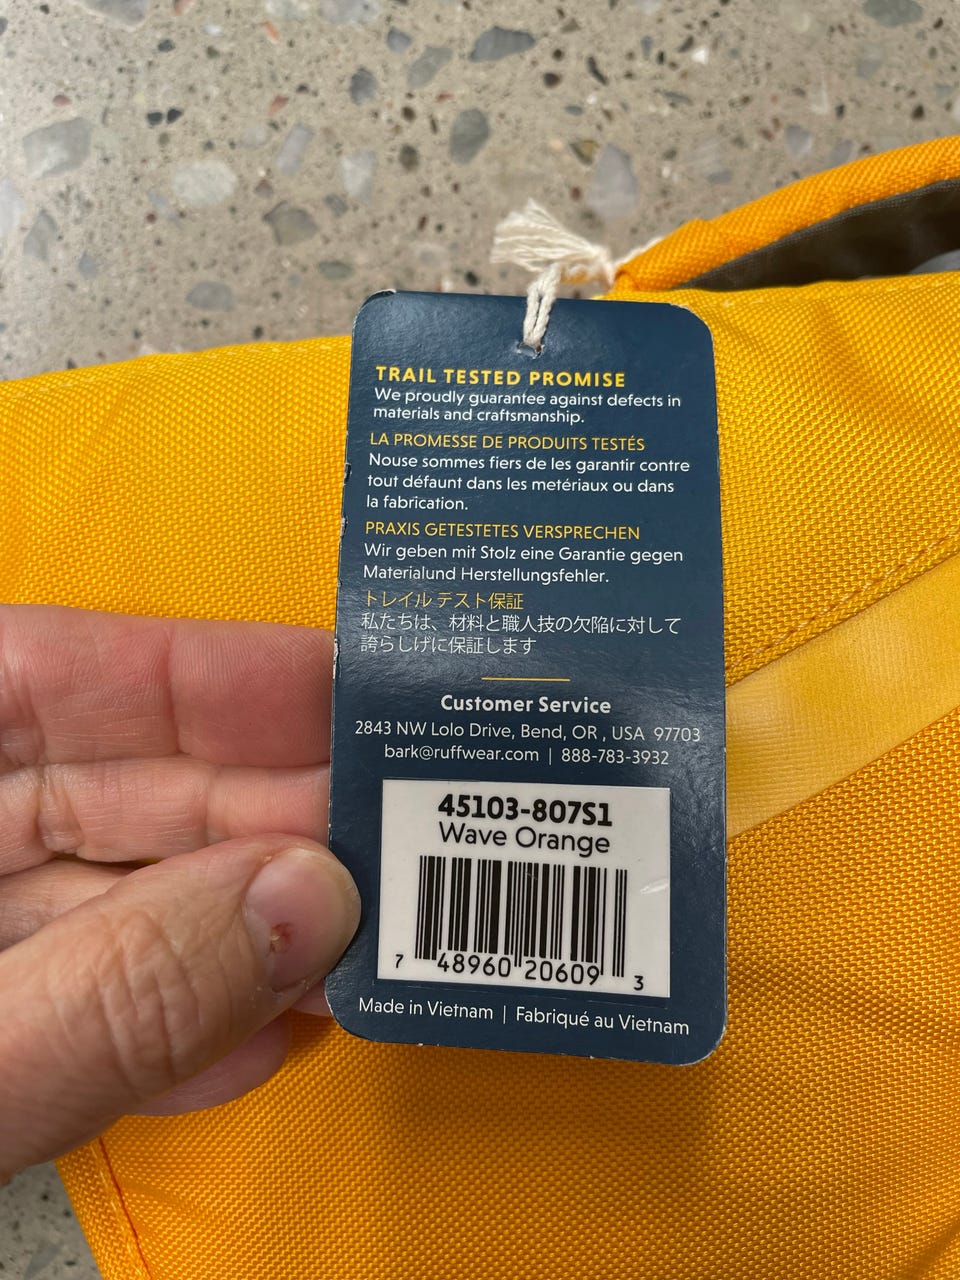 TRAIL TESTED PROMISE
We proudly guarantee against defects in
materials and craftsmanship.
LA PROMESSE DE PRODUITS TESTÉS
Nouse sommes fiers de les garantir contre
tout défaunt dans les metériaux ou dans
la fabrication.
PRAXIS GETESTETES VERSPRECHEN
Wir geben mit Stolz eine Garantie gegen
Materialund Herstellungsfehler.
トレイル テスト保証
私たちは、材料と職人技の欠陥に対して
誇らしげに保証します
Customer Service
2843 NW Lolo Drive, Bend, OR , USA 97703
bark@ruffwear.com | 888-783-3932
45103-807S1
Wave Orange
7 48960 20609 3
Made in Vietnam | Fabriqué au Vietnam